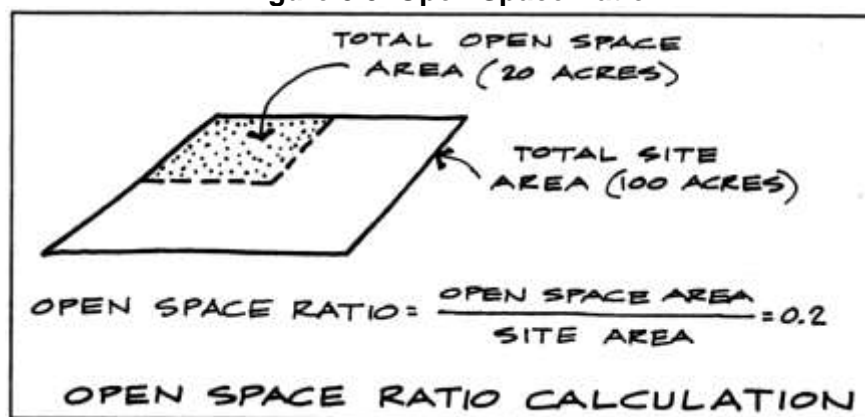 TOTAL OPEN SPACE
AREA (20 ACRES)
TOTAL SITE
AREA (100 ACRES)
OPEN SPACE RATIO = OPEN SPACE AREA / SITE AREA = 0.2
OPEN SPACE RATIO CALCULATION